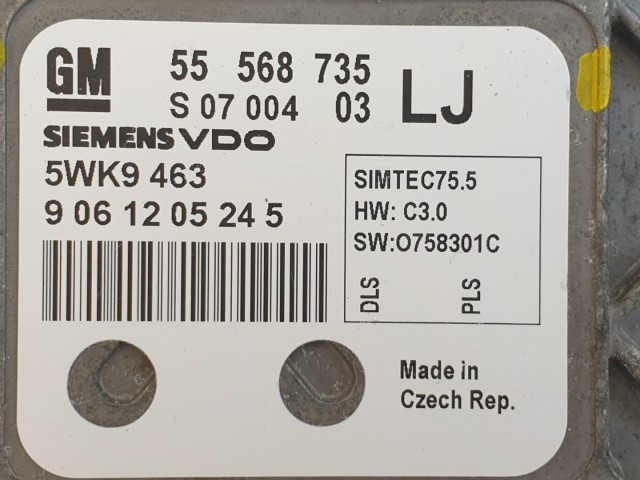 GM 55 568 735 LJ
S 07 004 03
SIEMENS VDO
5WK9 463
9 06 12 05 24 5
SIMTEC75.5
HW: C3.0
SW:O758301C
DLS PLS
Made in
Czech Rep.